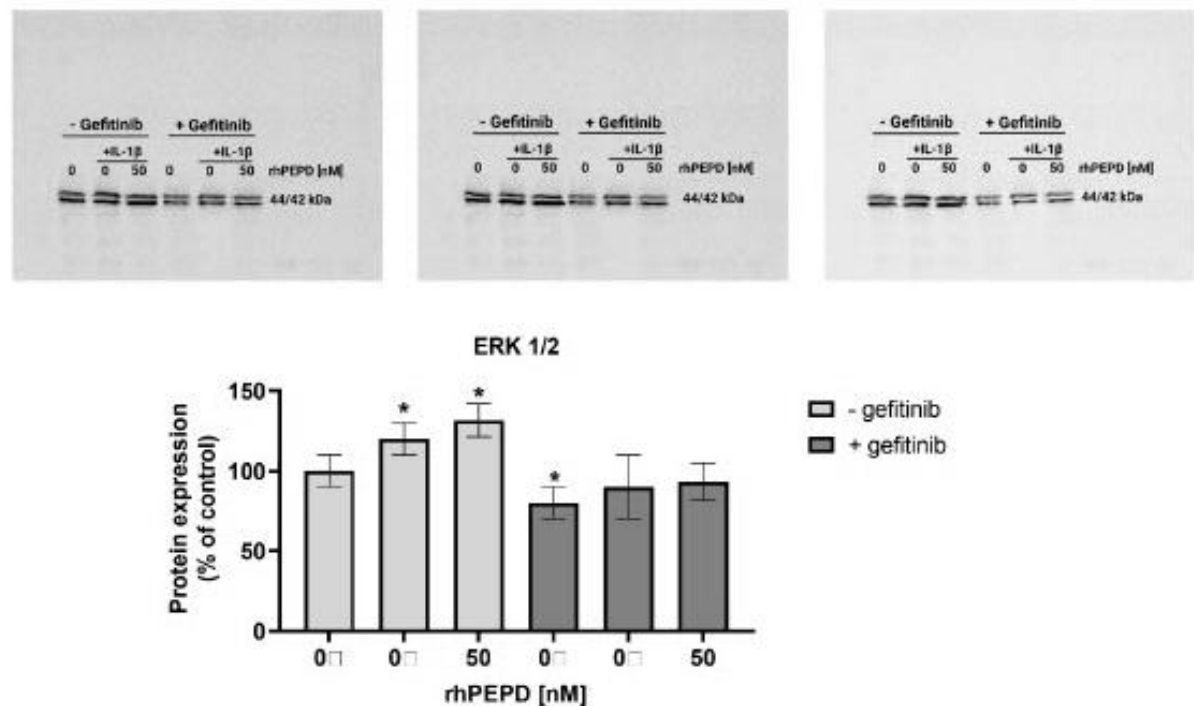 - Gefitinib + Gefitinib
+IL-1β +IL-1β
0 0 50 0 0 50 rhPEPD [nM]
44/42 kDa
- Gefitinib + Gefitinib
+IL-1β +IL-1β
0 0 50 0 0 50 rhPEPD [nM]
44/42 kDa
- Gefitinib + Gefitinib
+IL-1β +IL-1β
0 0 50 0 0 50 rhPEPD [nM]
44/42 kDa
ERK 1/2
Protein expression
(% of control)
150
100
50
0
* * *
0□ 0□ 50 0□ 0□ 50
rhPEPD [nM]
- gefitinib
+ gefitinib